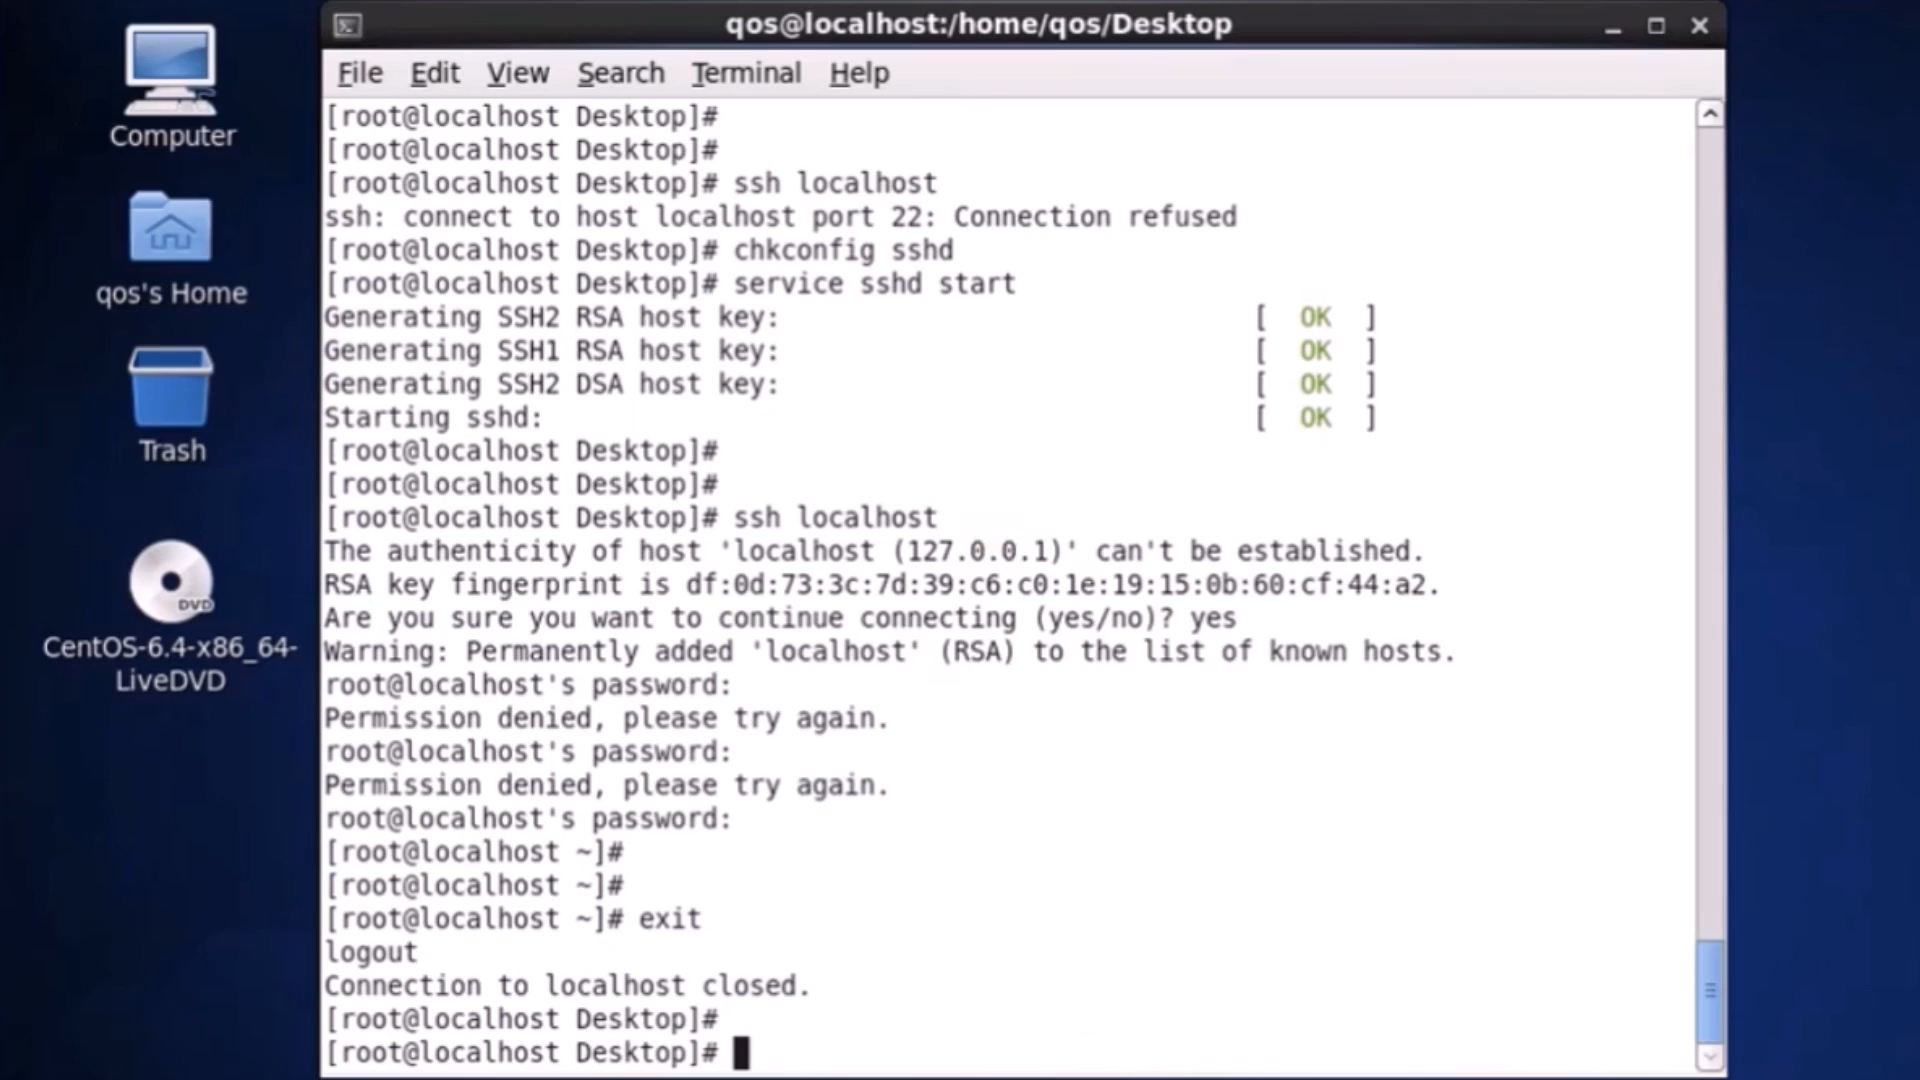 Computer
qos's Home
Trash
DVD
CentOS-6.4-x86_64-
LiveDVD
qos@localhost:/home/qos/Desktop
File Edit View Search Terminal Help
[root@localhost Desktop]#
[root@localhost Desktop]#
[root@localhost Desktop]# ssh localhost
ssh: connect to host localhost port 22: Connection refused
[root@localhost Desktop]# chkconfig sshd
[root@localhost Desktop]# service sshd start
Generating SSH2 RSA host key: [ OK ]
Generating SSH1 RSA host key: [ OK ]
Generating SSH2 DSA host key: [ OK ]
Starting sshd: [ OK ]
[root@localhost Desktop]#
[root@localhost Desktop]#
[root@localhost Desktop]# ssh localhost
The authenticity of host 'localhost (127.0.0.1)' can't be established.
RSA key fingerprint is df:0d:73:3c:7d:39:c6:c0:1e:19:15:0b:60:cf:44:a2.
Are you sure you want to continue connecting (yes/no)? yes
Warning: Permanently added 'localhost' (RSA) to the list of known hosts.
root@localhost's password:
Permission denied, please try again.
root@localhost's password:
Permission denied, please try again.
root@localhost's password:
[root@localhost ~]#
[root@localhost ~]#
[root@localhost ~]# exit
logout
Connection to localhost closed.
[root@localhost Desktop]#
[root@localhost Desktop]#